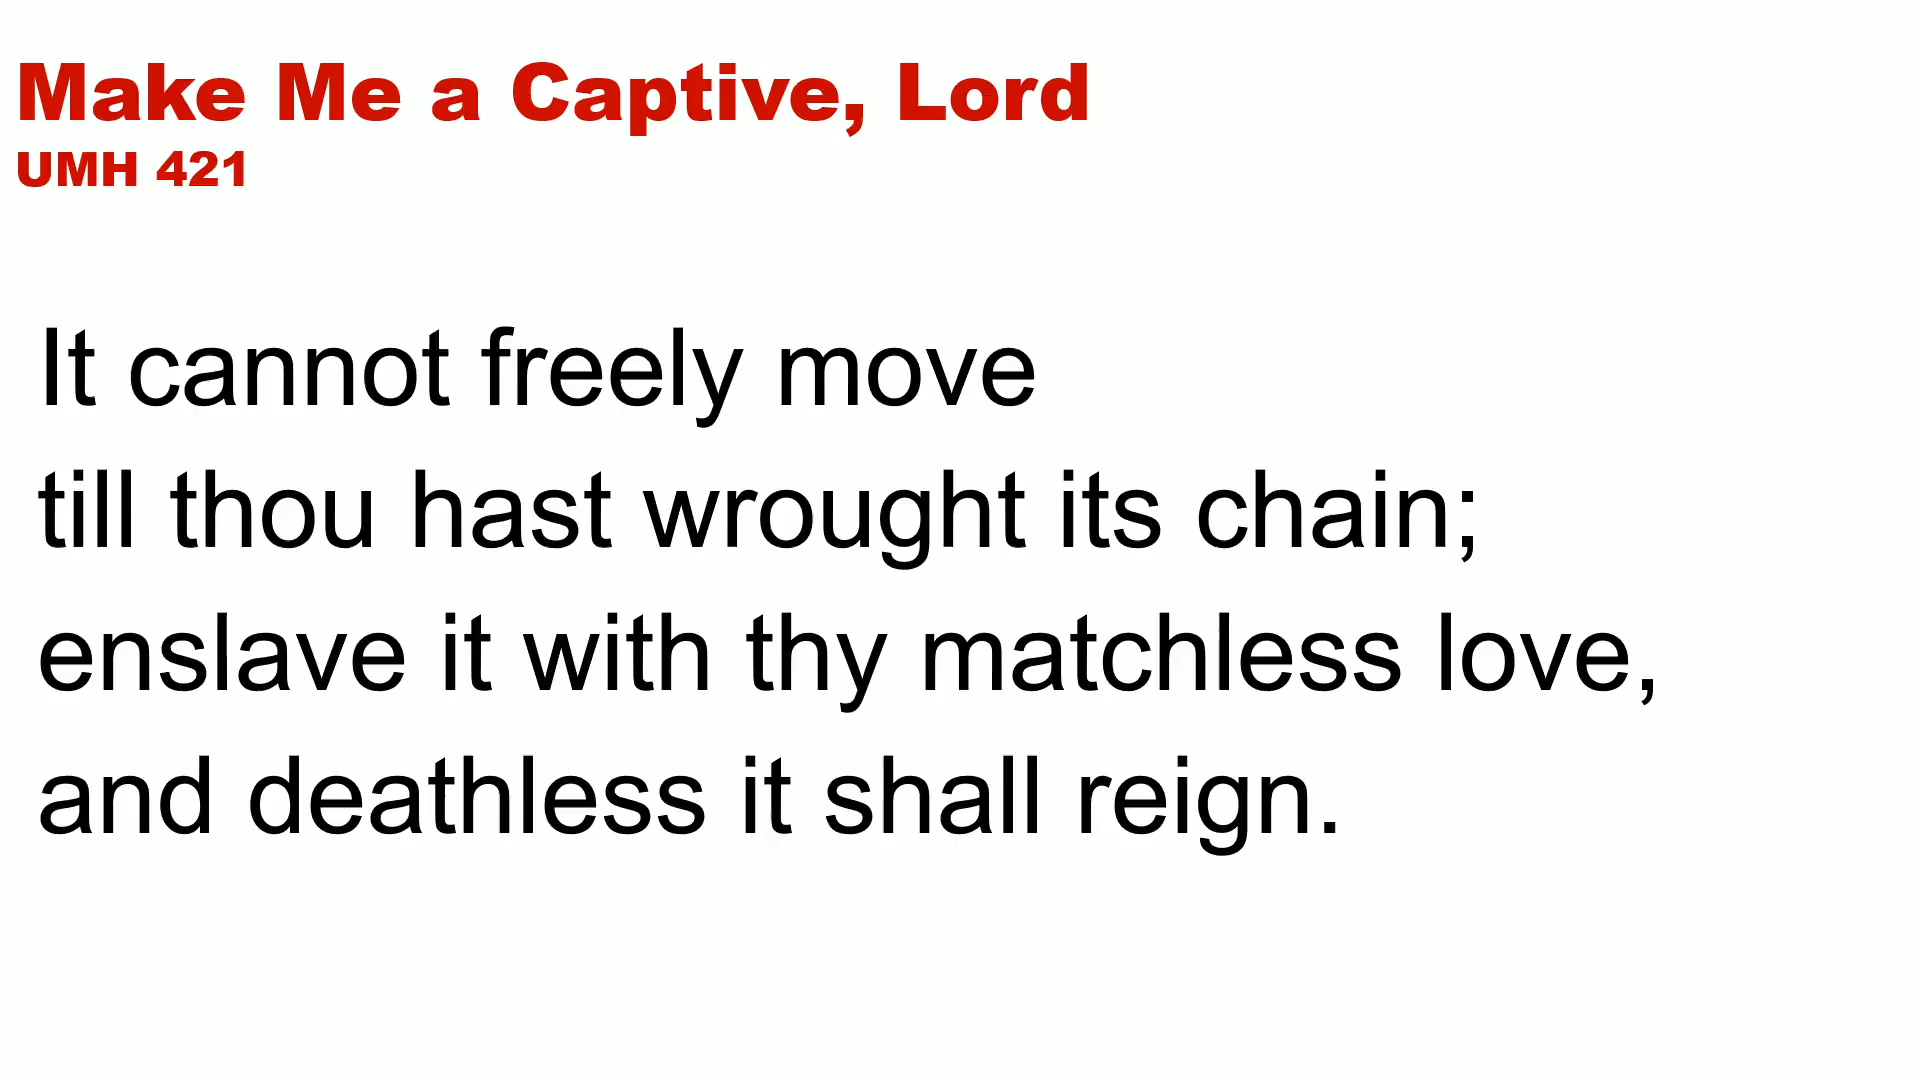 Make Me a Captive, Lord
UMH 421
It cannot freely move
till thou hast wrought its chain;
enslave it with thy matchless love,
and deathless it shall reign.